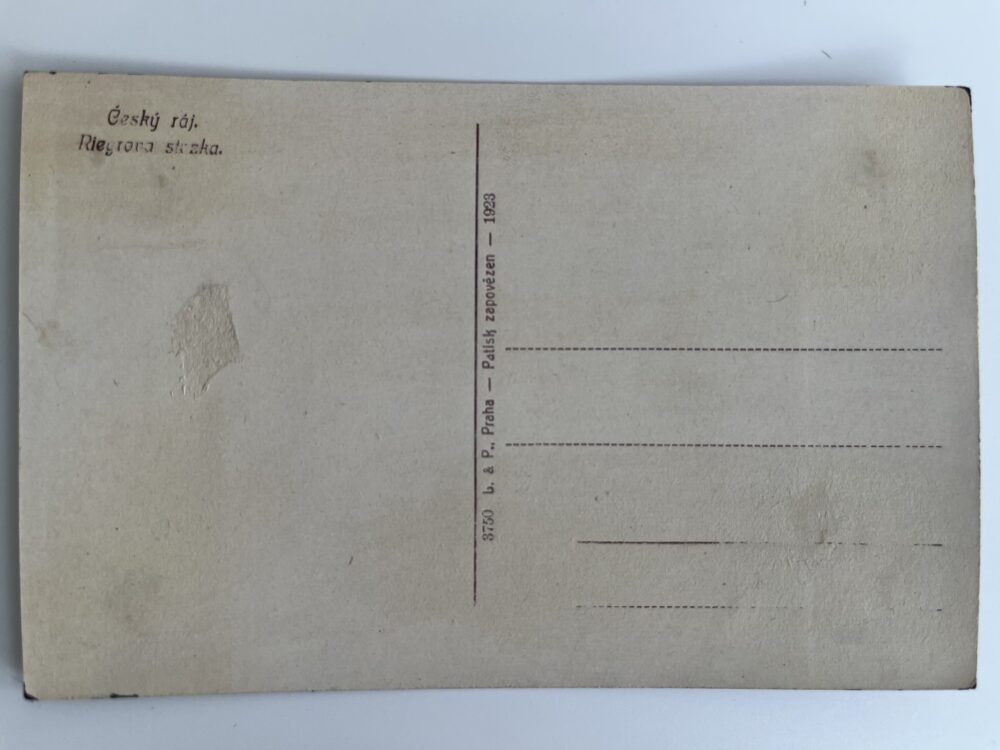 Český ráj.
Riegrova stezka.
3750 L. & P., Praha — Patisk zapovězen — 1923